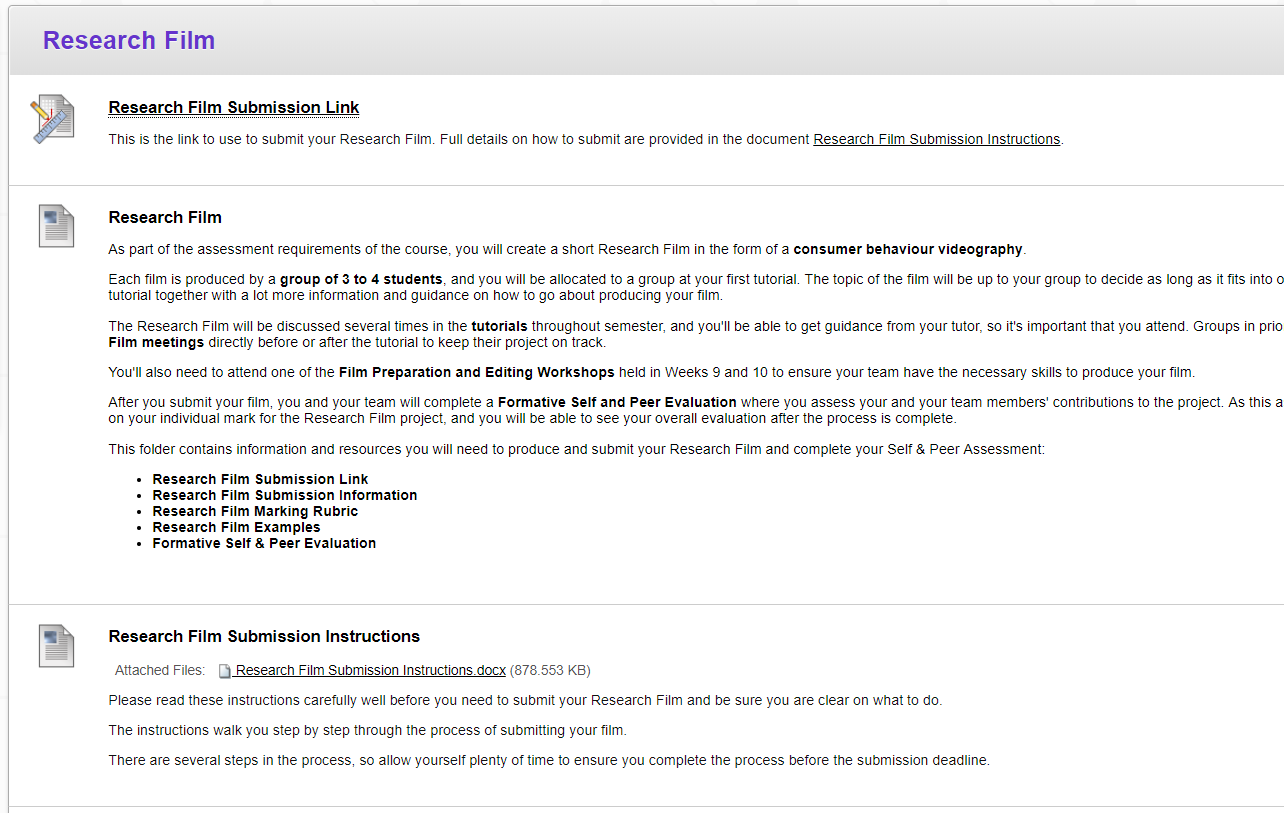 Research Film
Research Film Submission Link
This is the link to use to submit your Research Film. Full details on how to submit are provided in the document Research Film Submission Instructions.
Research Film
As part of the assessment requirements of the course, you will create a short Research Film in the form of a consumer behaviour videography.
Each film is produced by a group of 3 to 4 students, and you will be allocated to a group at your first tutorial. The topic of the film will be up to your group to decide as long as it fits into
tutorial together with a lot more information and guidance on how to go about producing your film.
The Research Film will be discussed several times in the tutorials throughout semester, and you'll be able to get guidance from your tutor, so it's important that you attend. Groups in
Film meetings directly before or after the tutorial to keep their project on track.
You'll also need to attend one of the Film Preparation and Editing Workshops held in Weeks 9 and 10 to ensure your team have the necessary skills to produce your film.
After you submit your film, you and your team will complete a Formative Self and Peer Evaluation where you assess your and your team members' contributions to the project. As this
on your individual mark for the Research Film project, and you will be able to see your overall evaluation after the process is complete.
This folder contains information and resources you will need to produce and submit your Research Film and complete your Self & Peer Assessment:
• Research Film Submission Link
• Research Film Submission Information
• Research Film Marking Rubric
• Research Film Examples
• Formative Self & Peer Evaluation
Research Film Submission Instructions
Attached Files: Research Film Submission Instructions.docx (878.553 KB)
Please read these instructions carefully well before you need to submit your Research Film and be sure you are clear on what to do.
The instructions walk you step by step through the process of submitting your film.
There are several steps in the process, so allow yourself plenty of time to ensure you complete the process before the submission deadline.